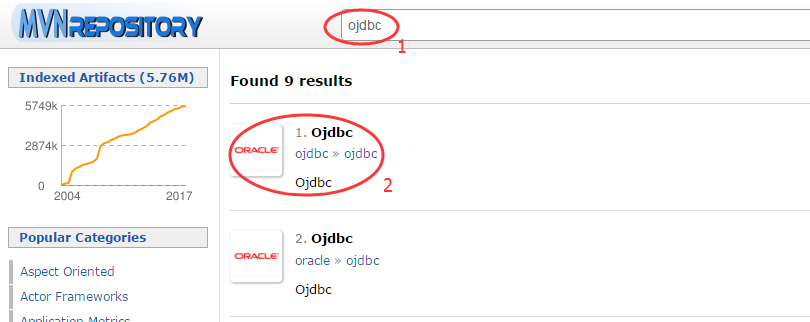 MVNREPOSITORY
ojdbc
1
Indexed Artifacts (5.76M)
5749k
2874k
0
2004
2017
Popular Categories
Aspect Oriented
Actor Frameworks
Application Metrics
Found 9 results
ORACLE
1. Ojdbc
ojdbc » ojdbc
Ojdbc
2
ORACLE
2. Ojdbc
oracle » ojdbc
Ojdbc